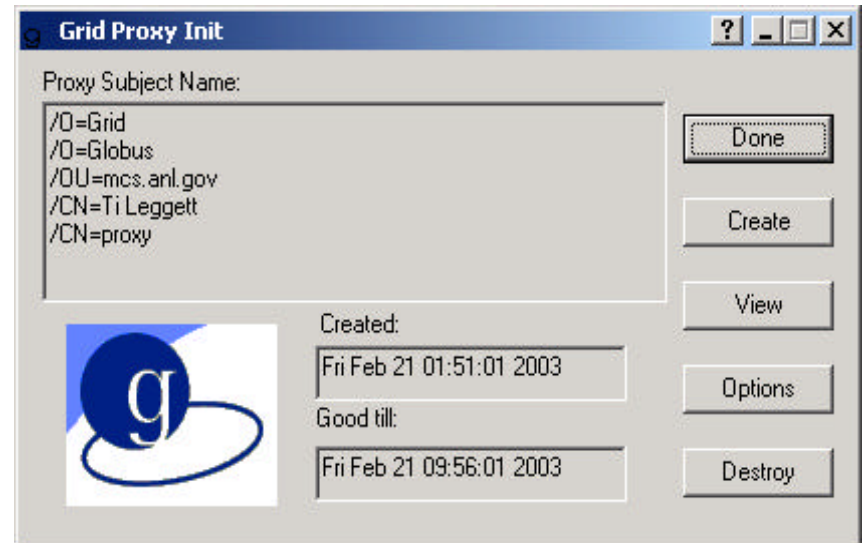 Grid Proxy Init
Proxy Subject Name:
/O=Grid
/O=Globus
/OU=mcs.anl.gov
/CN=Ti Leggett
/CN=proxy
Done
Create
View
Options
Destroy
Created:
Fri Feb 21 01:51:01 2003
Good till:
Fri Feb 21 09:56:01 2003
g